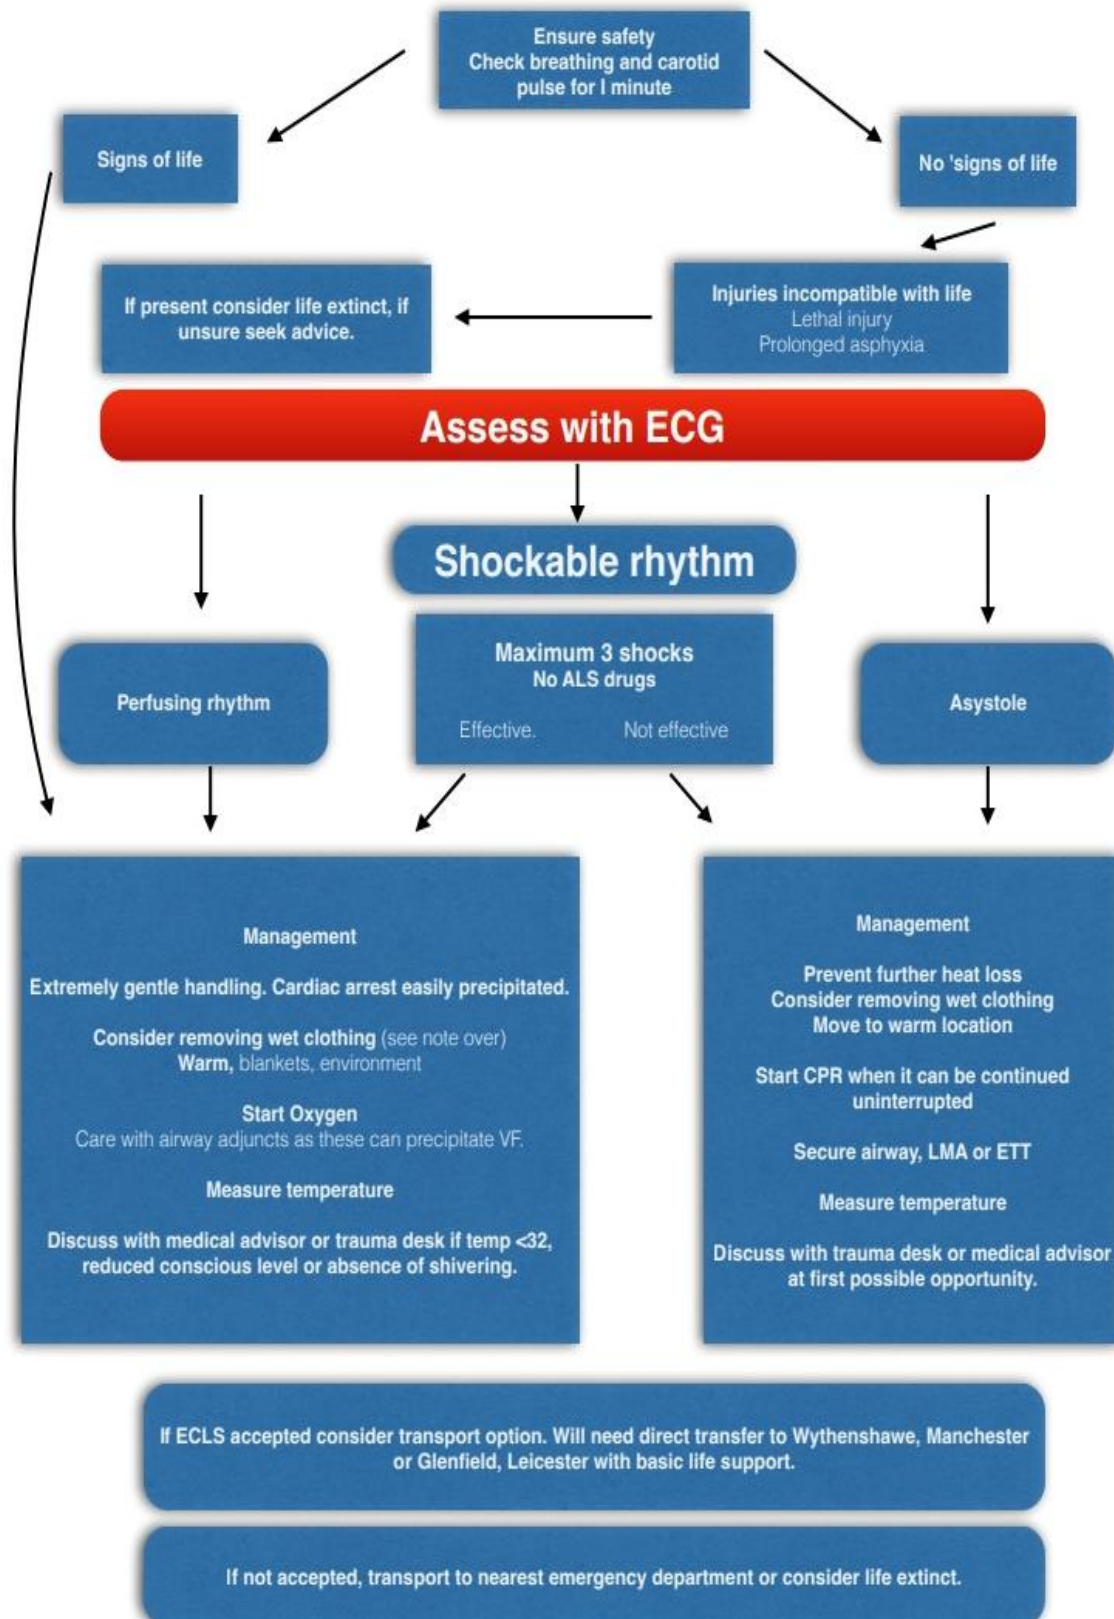 Ensure safety
Check breathing and carotid
pulse for I minute
Signs of life
No 'signs of life
If present consider life extinct, if
unsure seek advice.
Injuries incompatible with life
Lethal injury
Prolonged asphyxia
Assess with ECG
Shockable rhythm
Maximum 3 shocks
No ALS drugs
Effective. Not effective
Perfusing rhythm
Asystole
Management
Extremely gentle handling. Cardiac arrest easily precipitated.
Consider removing wet clothing (see note over)
Warm, blankets, environment
Start Oxygen
Care with airway adjuncts as these can precipitate VF.
Measure temperature
Discuss with medical advisor or trauma desk if temp <32,
reduced conscious level or absence of shivering.
Management
Prevent further heat loss
Consider removing wet clothing
Move to warm location
Start CPR when it can be continued
uninterrupted
Secure airway, LMA or ETT
Measure temperature
Discuss with trauma desk or medical advisor
at first possible opportunity.
If ECLS accepted consider transport option. Will need direct transfer to Wythenshawe, Manchester
or Glenfield, Leicester with basic life support.
If not accepted, transport to nearest emergency department or consider life extinct.